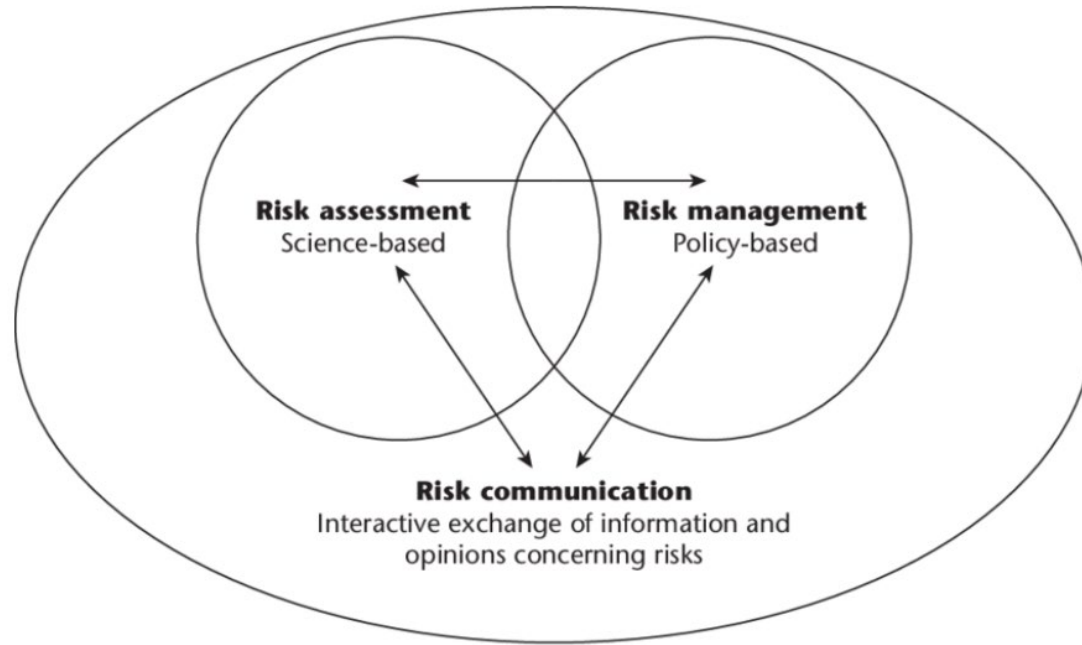 Risk assessment
Science-based
Risk management
Policy-based
Risk communication
Interactive exchange of information and
opinions concerning risks